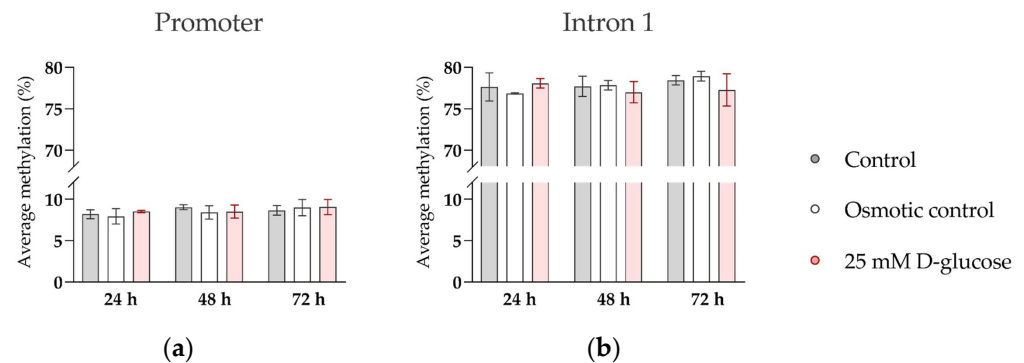 Promoter
Average methylation (%)
80
75
70
10
5
0
24 h 48 h 72 h
(a)
Intron 1
Average methylation (%)
80
75
70
10
5
0
24 h 48 h 72 h
(b)
Control
Osmotic control
25 mM D-glucose